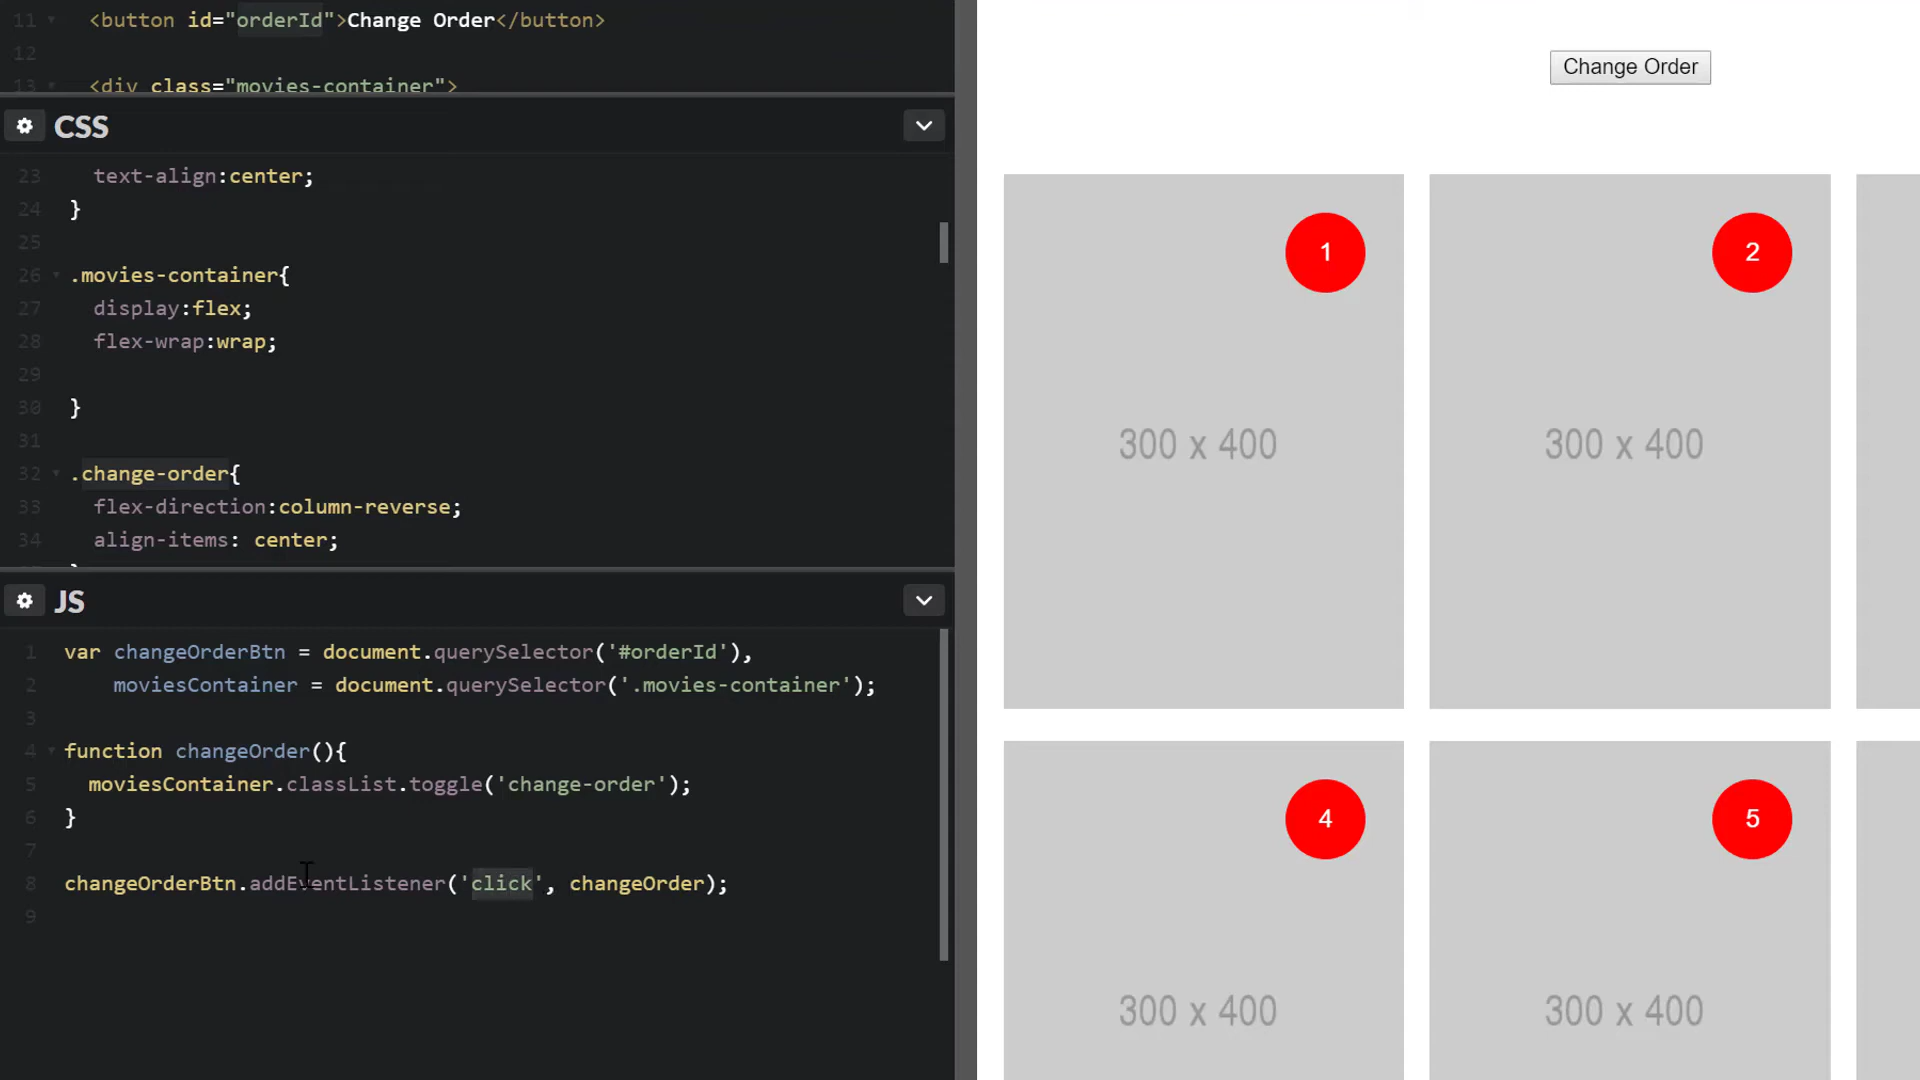 11 <button id="orderId">Change Order</button>
12
13 <div class="movies-container">
CSS
23 text-align:center;
24 }
25
26 .movies-container{
27 display:flex;
28 flex-wrap:wrap;
29
30 }
31
32 .change-order{
33 flex-direction:column-reverse;
34 align-items: center;
JS
1 var changeOrderBtn = document.querySelector('#orderId'),
2 moviesContainer = document.querySelector('.movies-container');
3
4 function changeOrder(){
5 moviesContainer.classList.toggle('change-order');
6 }
7
8 changeOrderBtn.addEventListener('click', changeOrder);
9
Change Order
1
2
300 x 400
300 x 400
4
5
300 x 400
300 x 400